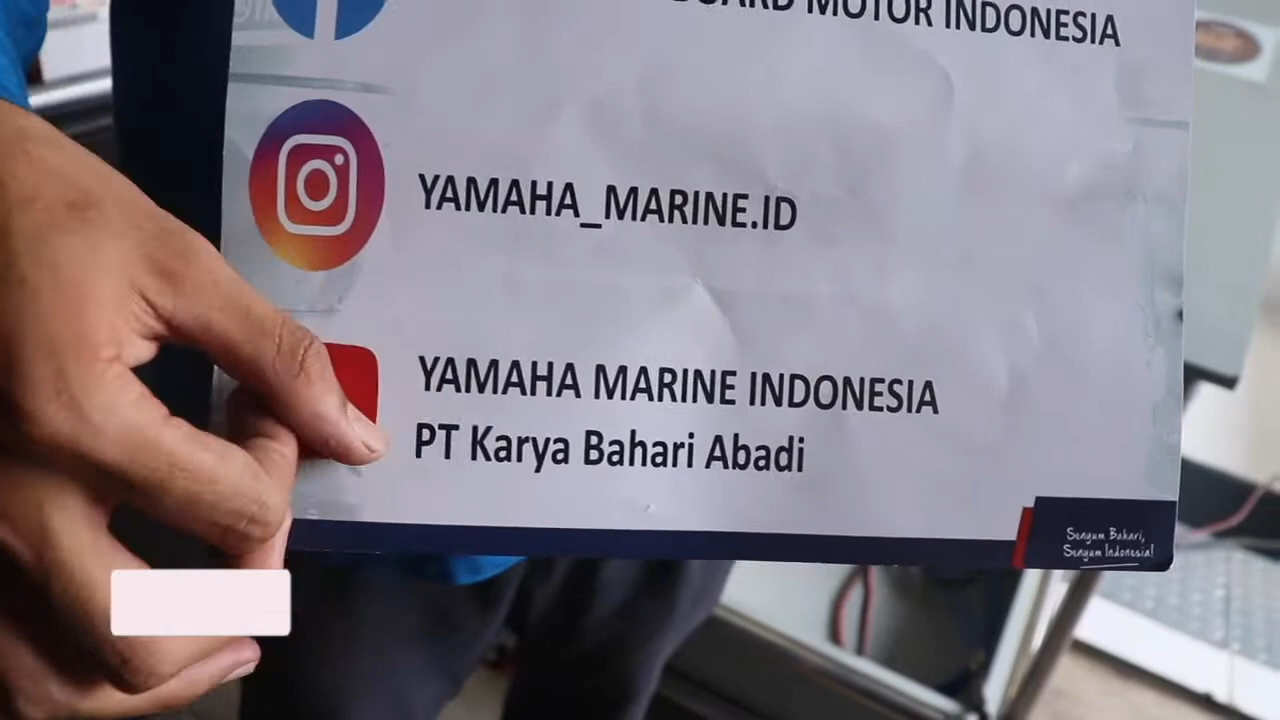 MOTOR INDONESIA
YAMAHA_MARINE.ID
YAMAHA MARINE INDONESIA
PT Karya Bahari Abadi
Senyum Bahari,
Senyum Indonesia!